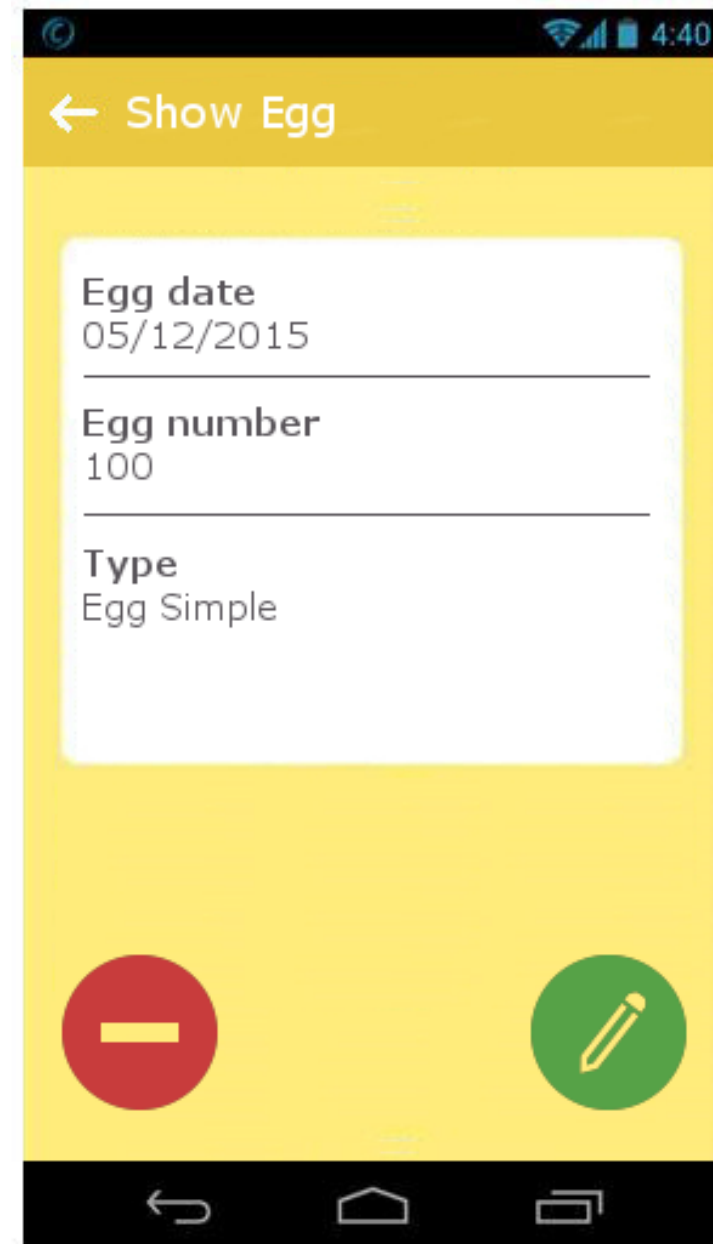 4:40
Show Egg
Egg date
05/12/2015
Egg number
100
Type
Egg Simple